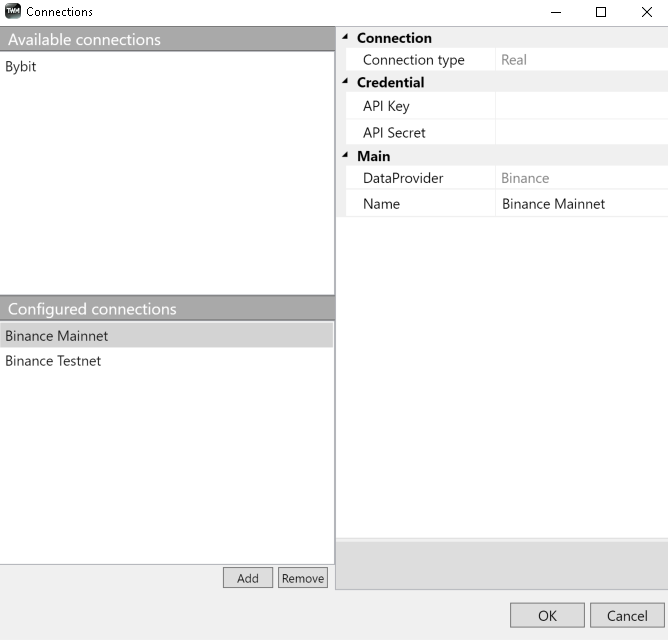 TWM Connections
Available connections
Bybit
Configured connections
Binance Mainnet
Binance Testnet
Add Remove
Connection
Connection type Real
Credential
API Key
API Secret
Main
DataProvider Binance
Name Binance Mainnet
OK Cancel